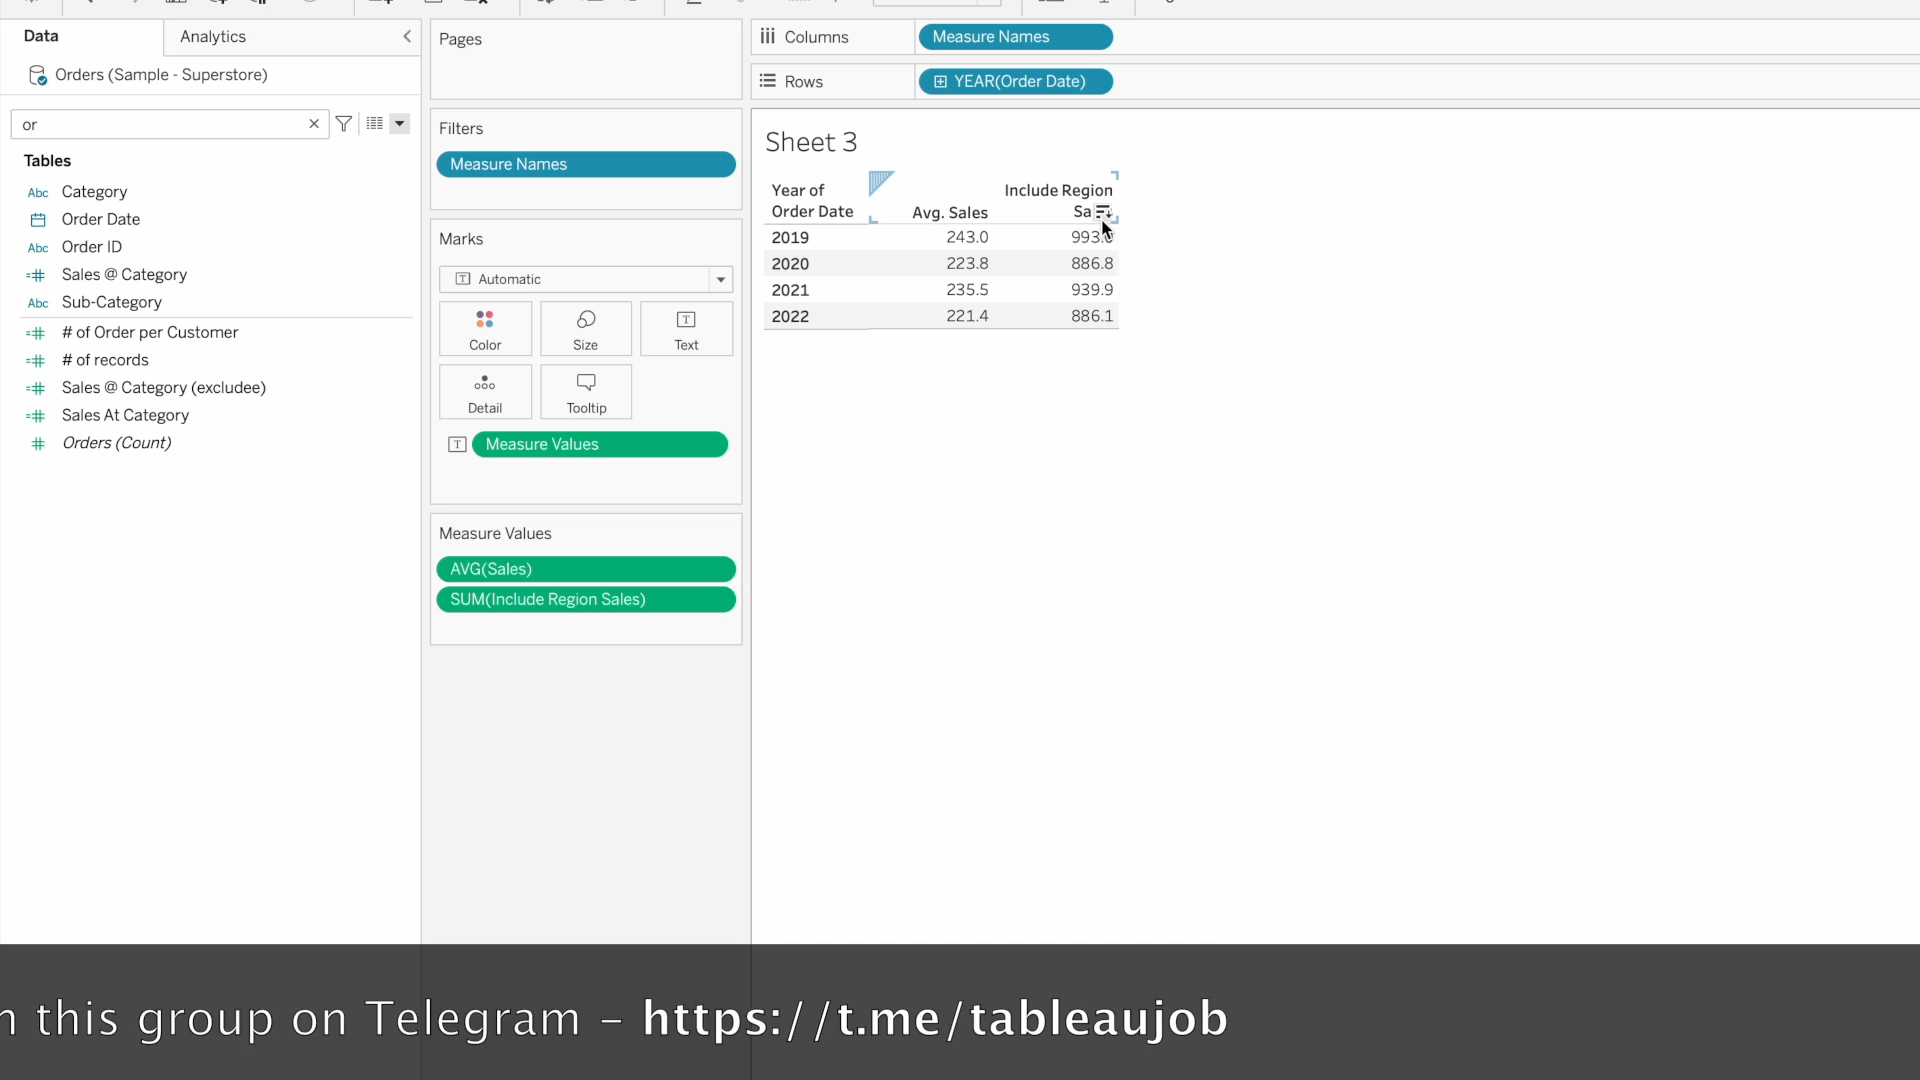 Data
Analytics
Orders (Sample - Superstore)
or
Tables
Abc Category
Order Date
Abc Order ID
Sales @ Category
Abc Sub-Category
# of Order per Customer
# of records
Sales @ Category (excludee)
Sales At Category
Orders (Count)
Pages
Filters
Measure Names
Marks
Automatic
Color
Size
Text
Detail
Tooltip
Measure Values
Measure Values
AVG(Sales)
SUM(Include Region Sales)
Columns
Measure Names
Rows
YEAR(Order Date)
Sheet 3
Year of
Order Date
Avg. Sales
Include Region
2019 243.0
2020 223.8 886.8
2021 235.5 939.9
2022 221.4 886.1
this group on Telegram – https://t.me/tableaujob